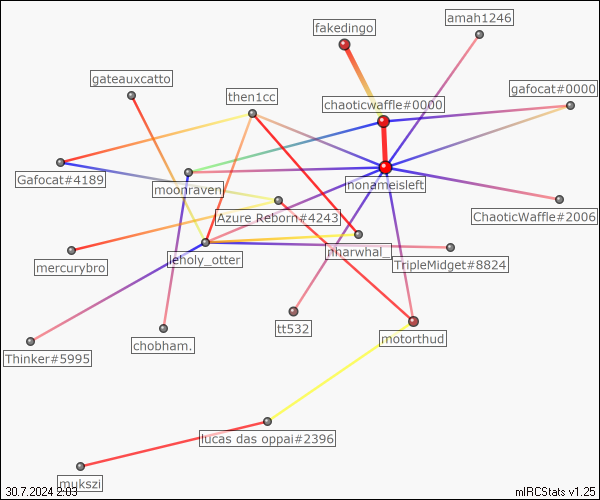 amah1246
fakedingo
gateauxcatto
gafocat#0000
then1cc
chaoticwaffle#0000
Gafocat#4189
moonraven
nonameisleft
Azure Reborn#4243
ChaoticWaffle#2006
mercurybro
leholy_otter
nharwhal_
TripleMidget#8824
tt532
motorthud
Thinker#5995
chobham.
lucas das oppai#2396
mukszi
30.7.2024 2:03
mIRCStats v1.25